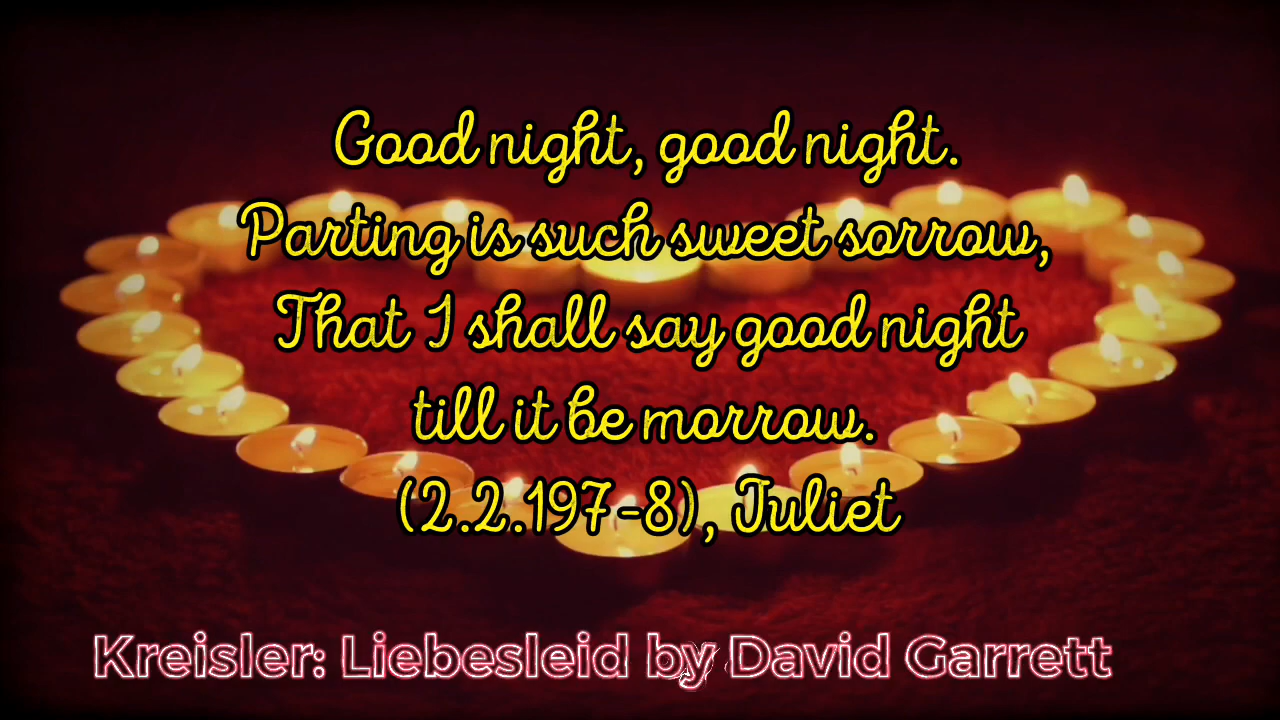 Good night, good night.
Parting is such sweet sorrow,
That I shall say good night
till it be morrow.
(2.2.197-8), Juliet
Kreisler: Liebesleid by David Garrett